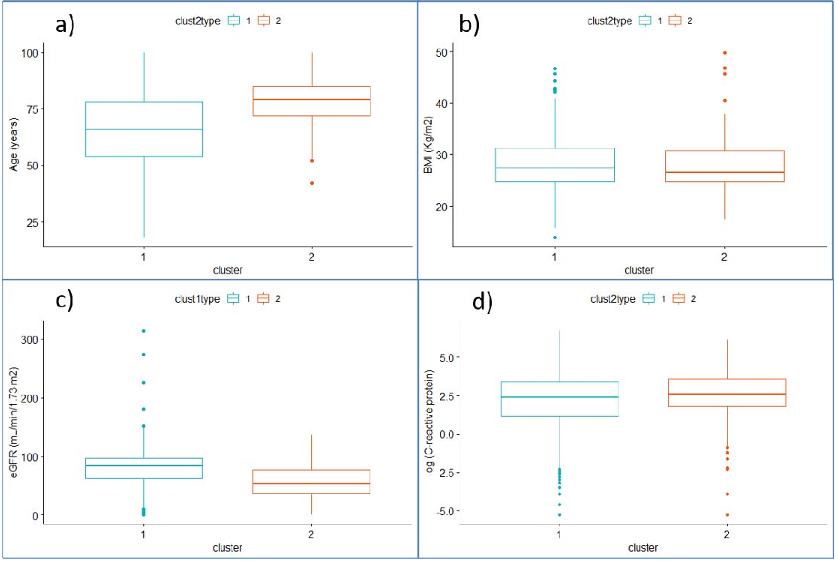 a)
clust2type 1 2
100
75
50
25
Age (years)
1 2
cluster
b)
clust2type 1 2
50
40
30
20
BMI (Kg/m2)
1 2
cluster
c)
clust1type 1 2
300
200
100
0
eGFR (mL/min/1.73 m2)
1 2
cluster
d)
clust2type 1 2
5.0
2.5
0.0
2.5
-5.0
og (C-reactive protein)
1 2
cluster